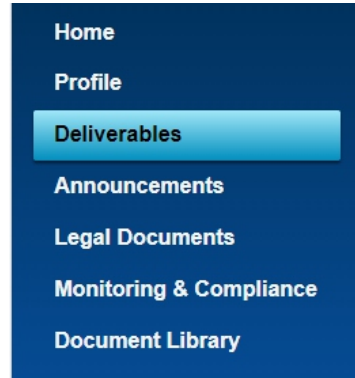 Home
Profile
Deliverables
Announcements
Legal Documents
Monitoring & Compliance
Document Library